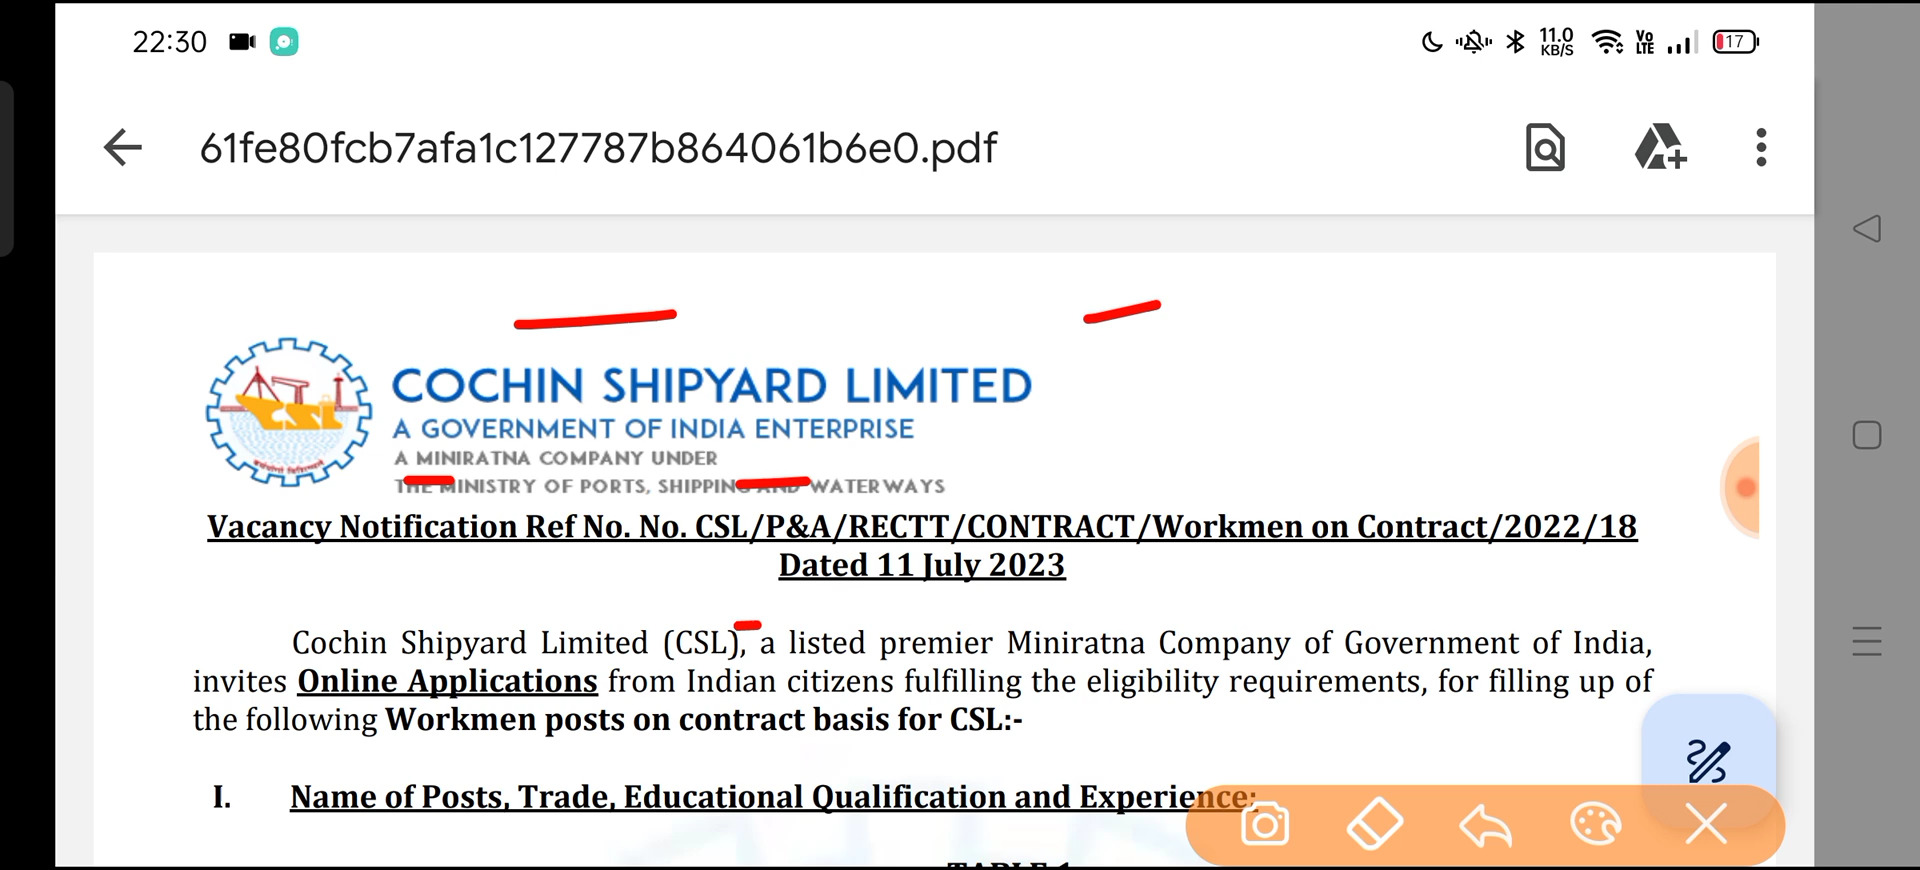 22:30
11.0 KB/S
Vo LTE
17
61fe80fcb7afa1c127787b864061b6e0.pdf
CSL
COCHIN SHIPYARD LIMITED
A GOVERNMENT OF INDIA ENTERPRISE
A MINIRATNA COMPANY UNDER
THE MINISTRY OF PORTS, SHIPPING AND WATERWAYS
Vacancy Notification Ref No. No. CSL/P&A/RECTT/CONTRACT/Workmen on Contract/2022/18
Dated 11 July 2023
Cochin Shipyard Limited (CSL), a listed premier Miniratna Company of Government of India,
invites Online Applications from Indian citizens fulfilling the eligibility requirements, for filling up of
the following Workmen posts on contract basis for CSL:-
I. Name of Posts, Trade, Educational Qualification and Experience: